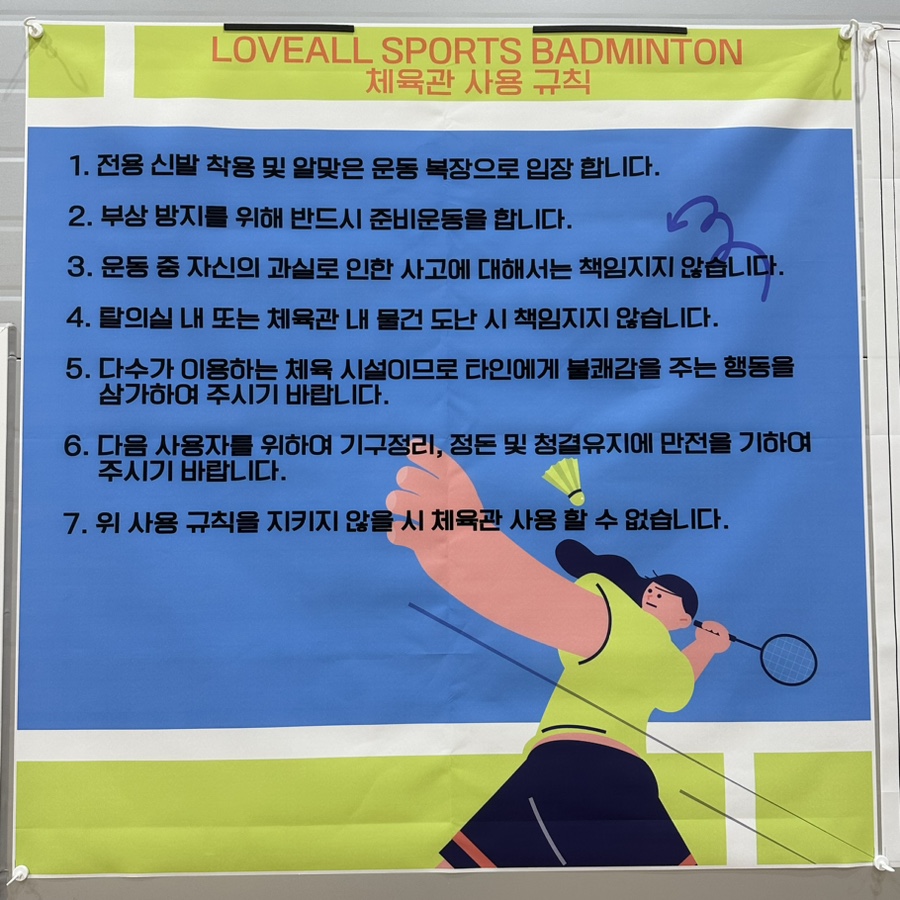 LOVEALL SPORTS BADMINTON
체육관 사용 규칙
1. 전용 신발 착용 및 알맞은 운동 복장으로 입장 합니다.
2. 부상 방지를 위해 반드시 준비운동을 합니다.
3. 운동 중 자신의 과실로 인한 사고에 대해서는 책임지지 않습니다.
4. 탈의실 내 또는 체육관 내 물건 도난 시 책임지지 않습니다.
5. 다수가 이용하는 체육 시설이므로 타인에게 불쾌감을 주는 행동을
삼가하여 주시기 바랍니다.
6. 다음 사용자를 위하여 기구정리, 정돈 및 청결유지에 만전을 기하여
주시기 바랍니다.
7. 위 사용 규칙을 지키지 않을 시 체육관 사용 할 수 없습니다.